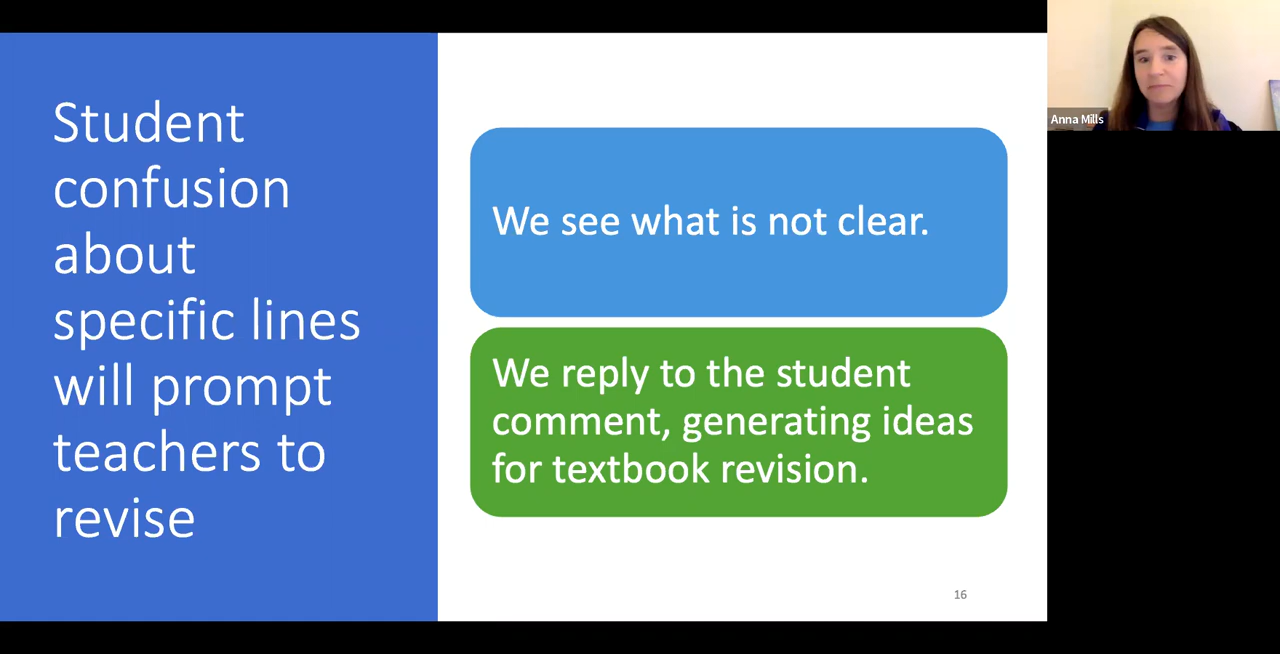 Student
confusion
about
specific lines
will prompt
teachers to
revise
We see what is not clear.
We reply to the student
comment, generating ideas
for textbook revision.
16
Anna Mills